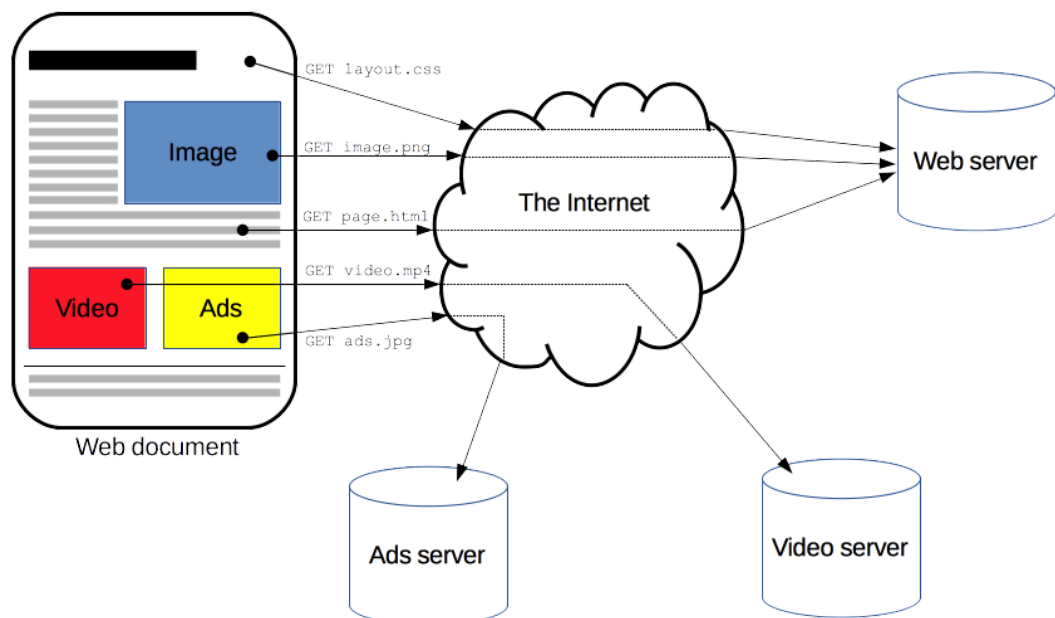 GET layout.css
Image
GET image.png
Web server
The Internet
GET page.html
GET video.mp4
Video
Ads
GET ads.jpg
Web document
Ads server
Video server